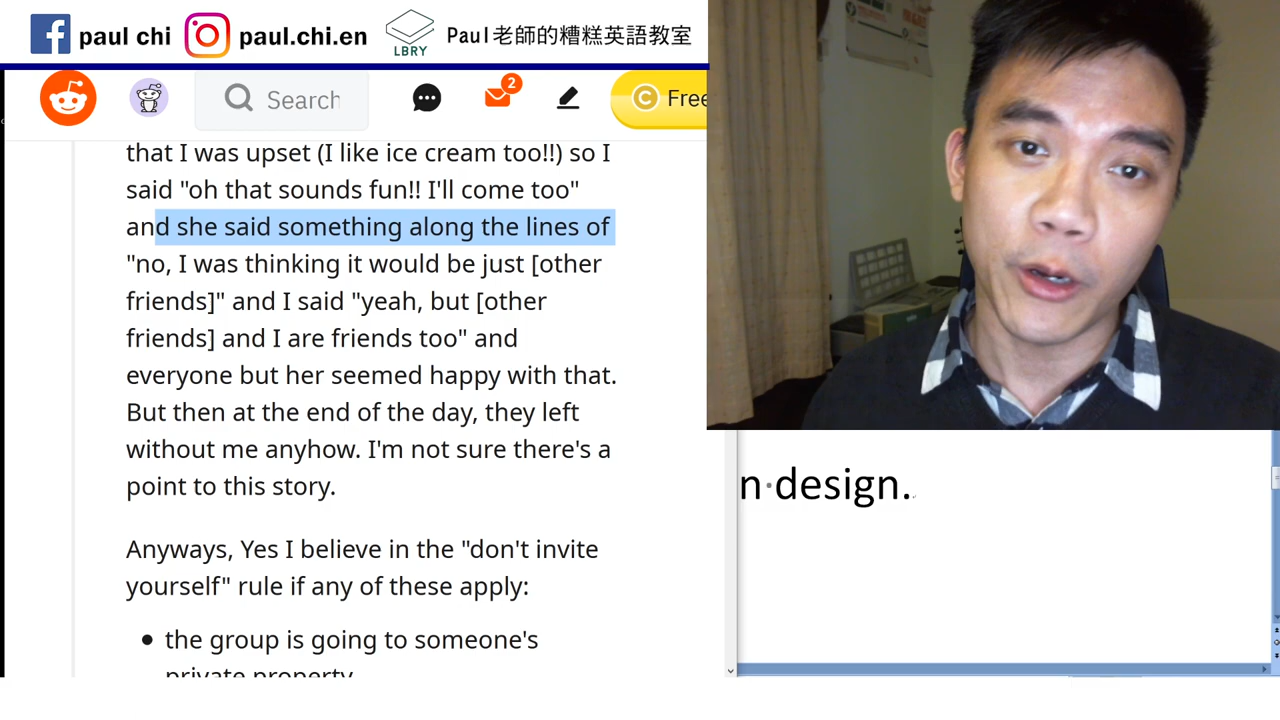 paul chi paul.chi.en LBRY Paul老師的糟糕英語教室
Search 2 Free
that I was upset (I like ice cream too!!) so I
said "oh that sounds fun!! I'll come too"
and she said something along the lines of
"no, I was thinking it would be just [other
friends]" and I said "yeah, but [other
friends] and I are friends too" and
everyone but her seemed happy with that.
But then at the end of the day, they left
without me anyhow. I'm not sure there's a
point to this story.
Anyways, Yes I believe in the "don't invite
yourself" rule if any of these apply:
• the group is going to someone's
private property
n·design.